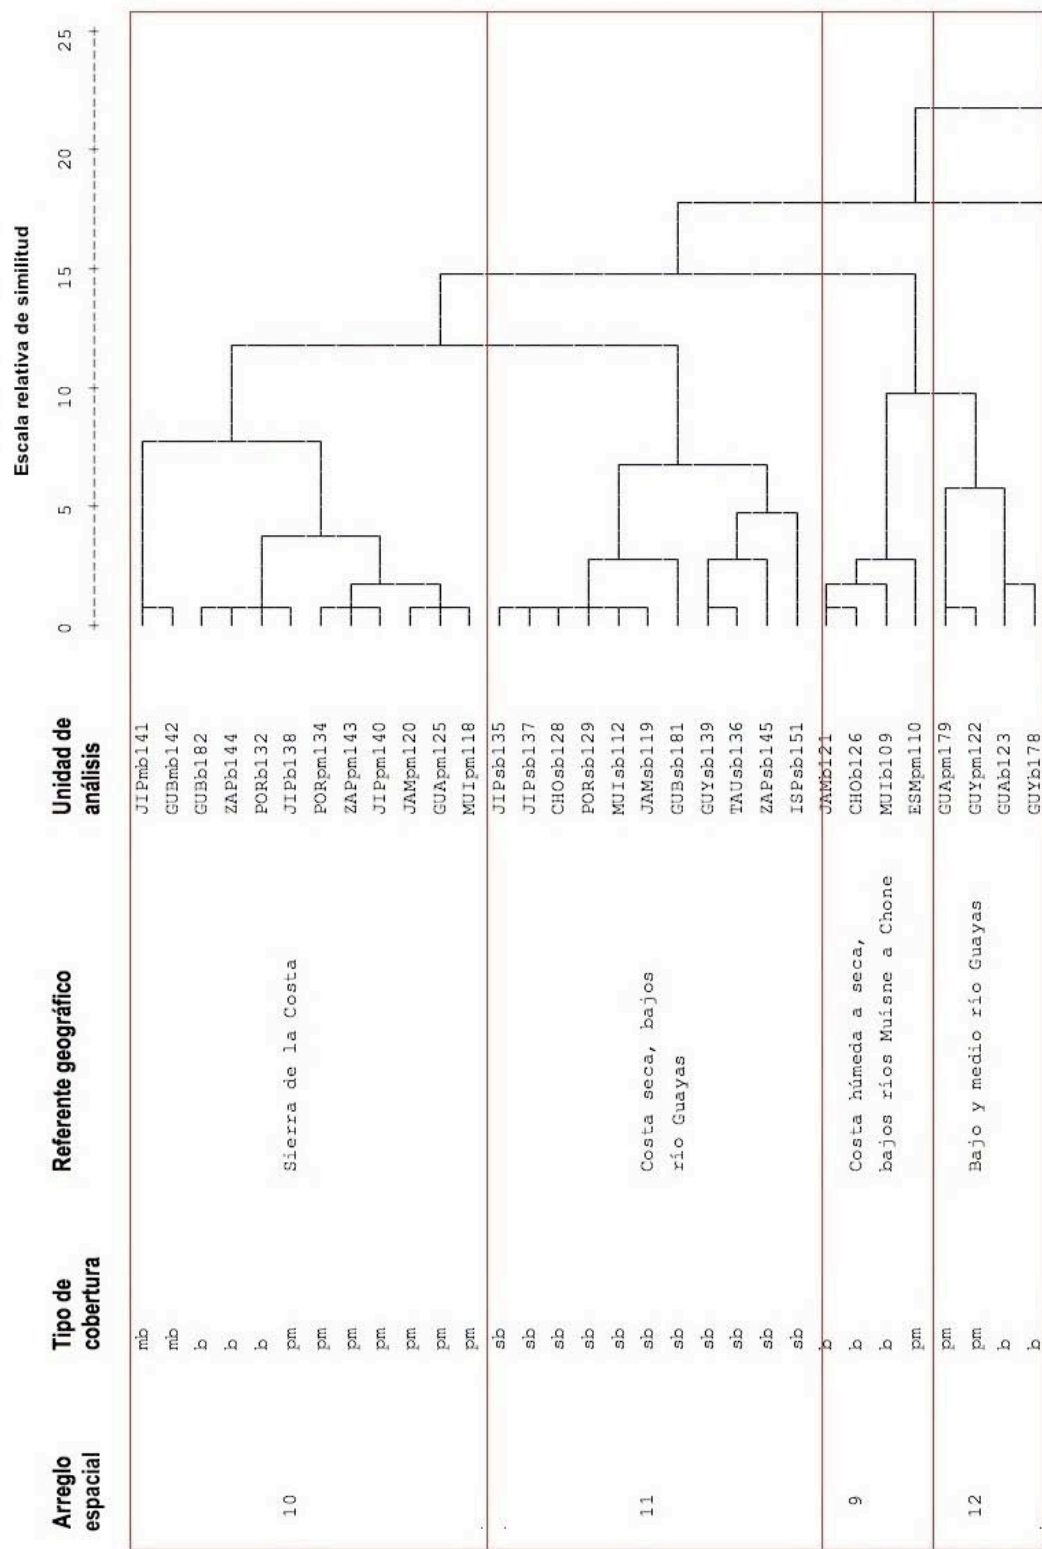 Escala relativa de similitud
Arreglo Tipo de Referente geográfico Unidad de 0 5 10 15 20 25
espacial cobertura análisis
mb JIPmb141
mb GUBmb142
b GUBb182
b ZAPb144
b PORb132
10 pm Sierra de la Costa JIPb138
pm PORpm134
pm ZAPpm143
pm JIPpm140
pm JAMpm120
pm GUApm125
pm MUIpm118
sb JIPsb135
sb JIPsb137
sb CHOsb128
sb PORsb129
sb MUIsb112
11 sb Costa seca, bajos JAMsb119
sb río Guayas GUBsb181
sb GUYsb139
sb TAUsb136
sb ZAPsb145
sb ISPsb151
b JAMb121
9 b Costa húmeda a seca, CHOb126
b bajos ríos Muisne a Chone MUIb109
pm ESMpm110
pm GUApm179
12 pm Bajo y medio río Guayas GUYpm122
b GUAb123
b GUYb178